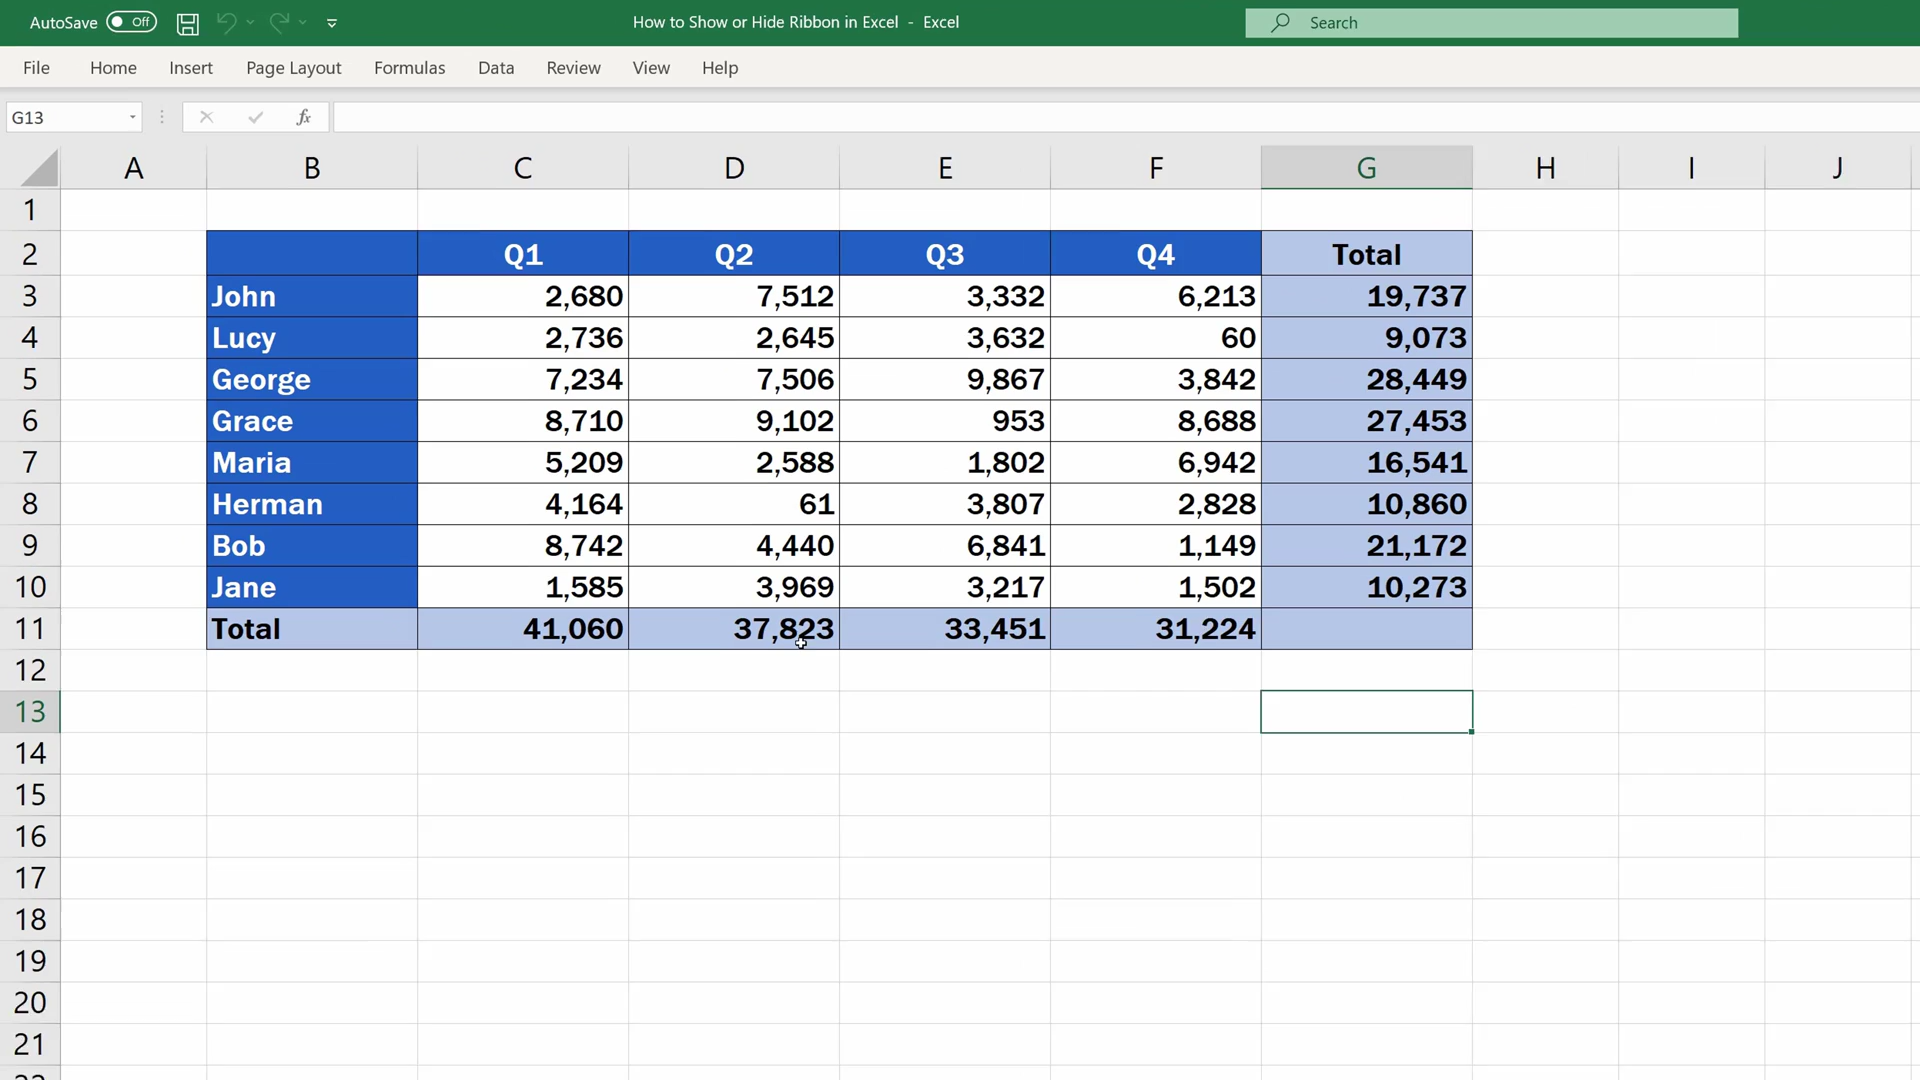 AutoSave Off How to Show or Hide Ribbon in Excel - Excel Search
File Home Insert Page Layout Formulas Data Review View Help
G13 fx
A B C D E F G H I J
1
2 Q1 Q2 Q3 Q4 Total
3 John 2,680 7,512 3,332 6,213 19,737
4 Lucy 2,736 2,645 3,632 60 9,073
5 George 7,234 7,506 9,867 3,842 28,449
6 Grace 8,710 9,102 953 8,688 27,453
7 Maria 5,209 2,588 1,802 6,942 16,541
8 Herman 4,164 61 3,807 2,828 10,860
9 Bob 8,742 4,440 6,841 1,149 21,172
10 Jane 1,585 3,969 3,217 1,502 10,273
11 Total 41,060 37,823 33,451 31,224
12
13
14
15
16
17
18
19
20
21